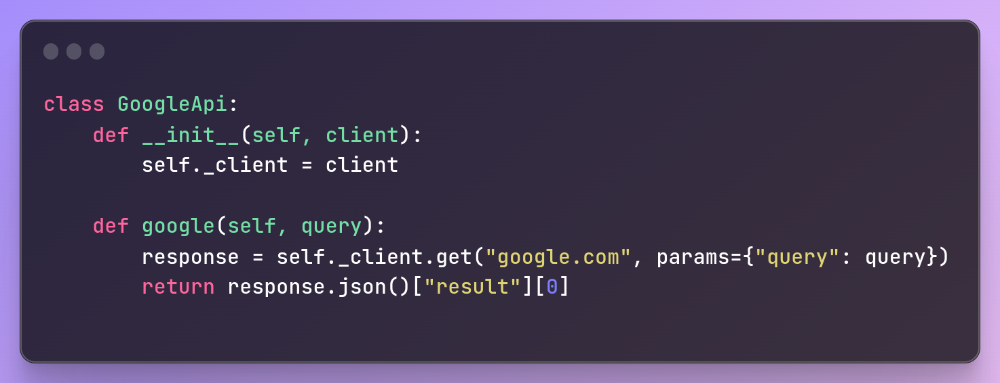 class GoogleApi:
    def __init__(self, client):
        self._client = client

    def google(self, query):
        response = self._client.get("google.com", params={"query": query})
        return response.json()["result"][0]